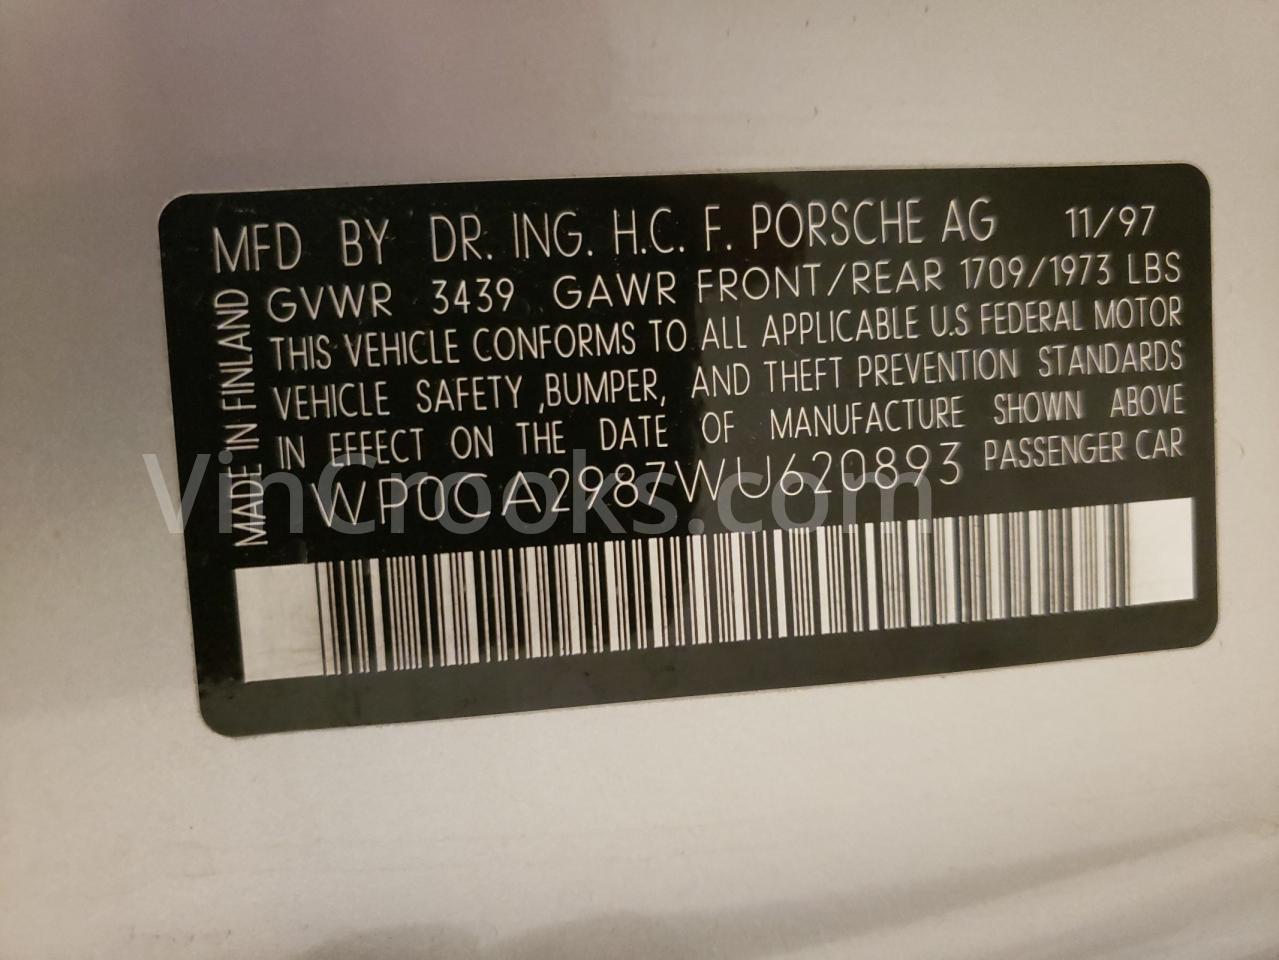 MFD BY DR. ING. H.C. F. PORSCHE AG 11/97
GVWR 3439 GAWR FRONT/REAR 1709/1973 LBS
THIS VEHICLE CONFORMS TO ALL APPLICABLE U.S FEDERAL MOTOR
VEHICLE SAFETY ,BUMPER, AND THEFT PREVENTION STANDARDS
IN EFFECT ON THE DATE OF MANUFACTURE SHOWN ABOVE
WP0CA2987WU620893 PASSENGER CAR
MADE IN FINLAND
VinCrooks.com